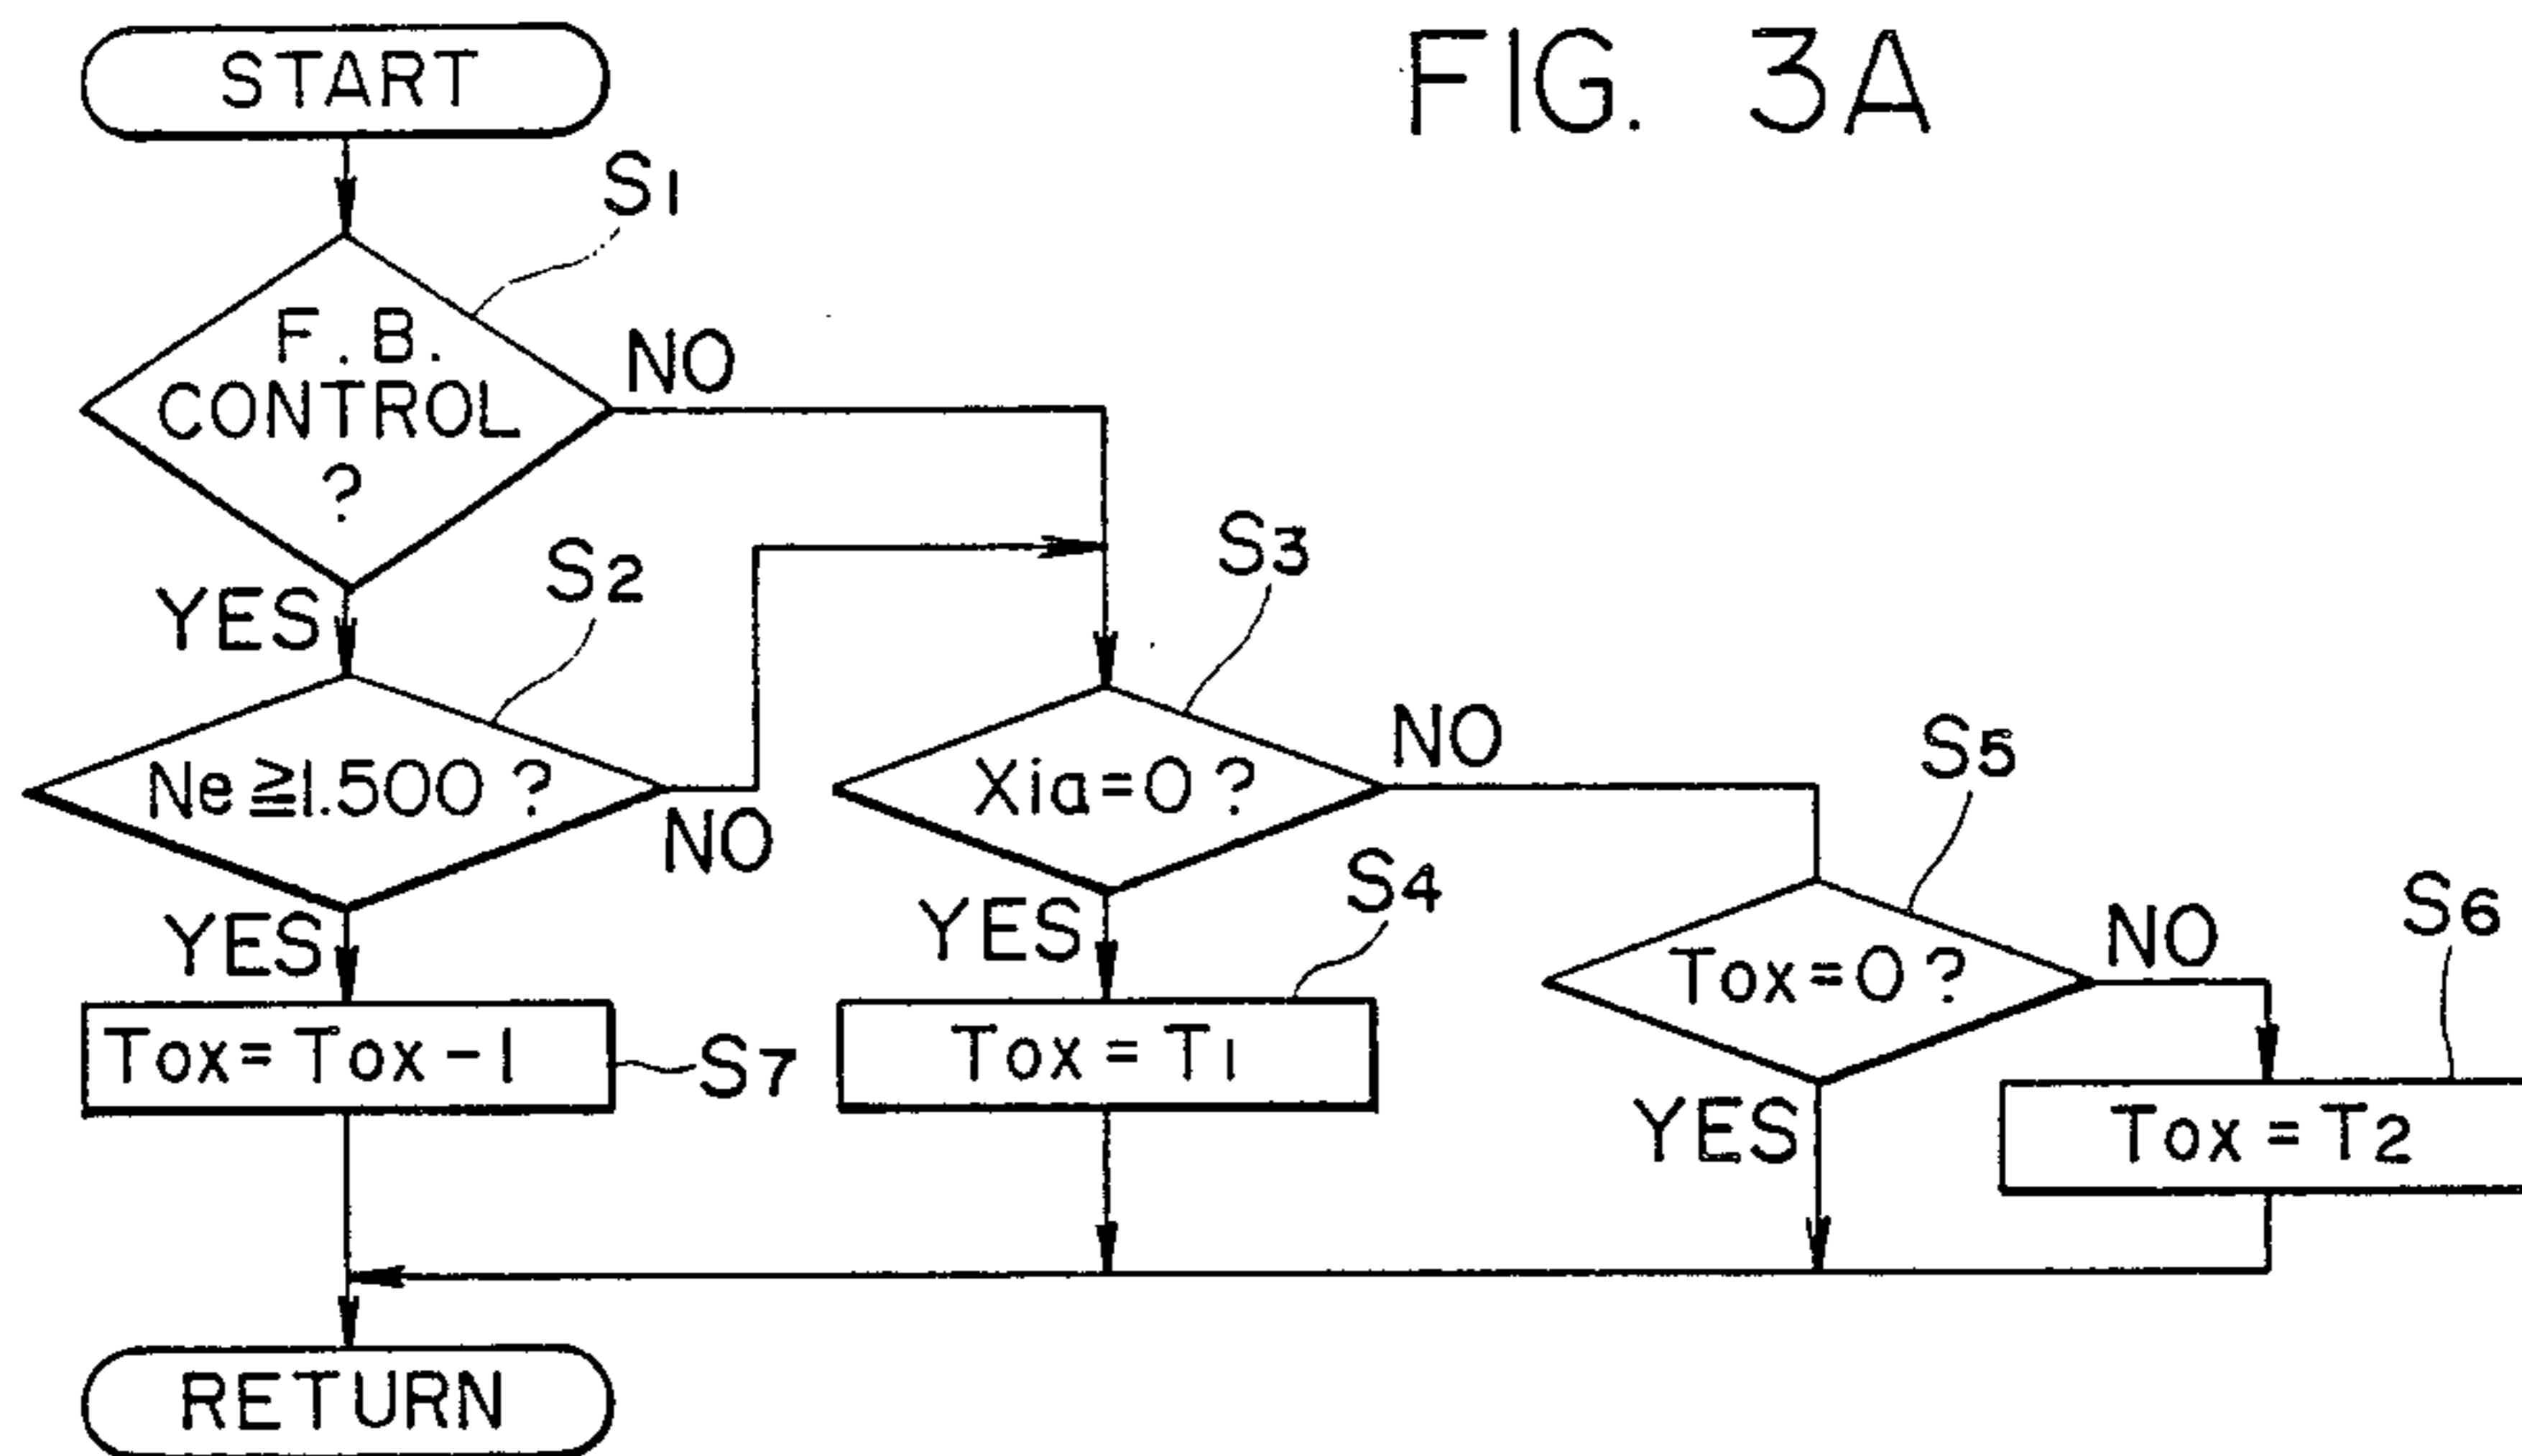 FIG. 3A
START
S1
F.B.
CONTROL
?
NO
YES
S2
Ne≧1.500?
NO
YES
Tox=Tox-1
S7
S3
Xia=0?
NO
YES
S4
Tox=T1
S5
Tox=0?
NO
YES
S6
Tox=T2
RETURN